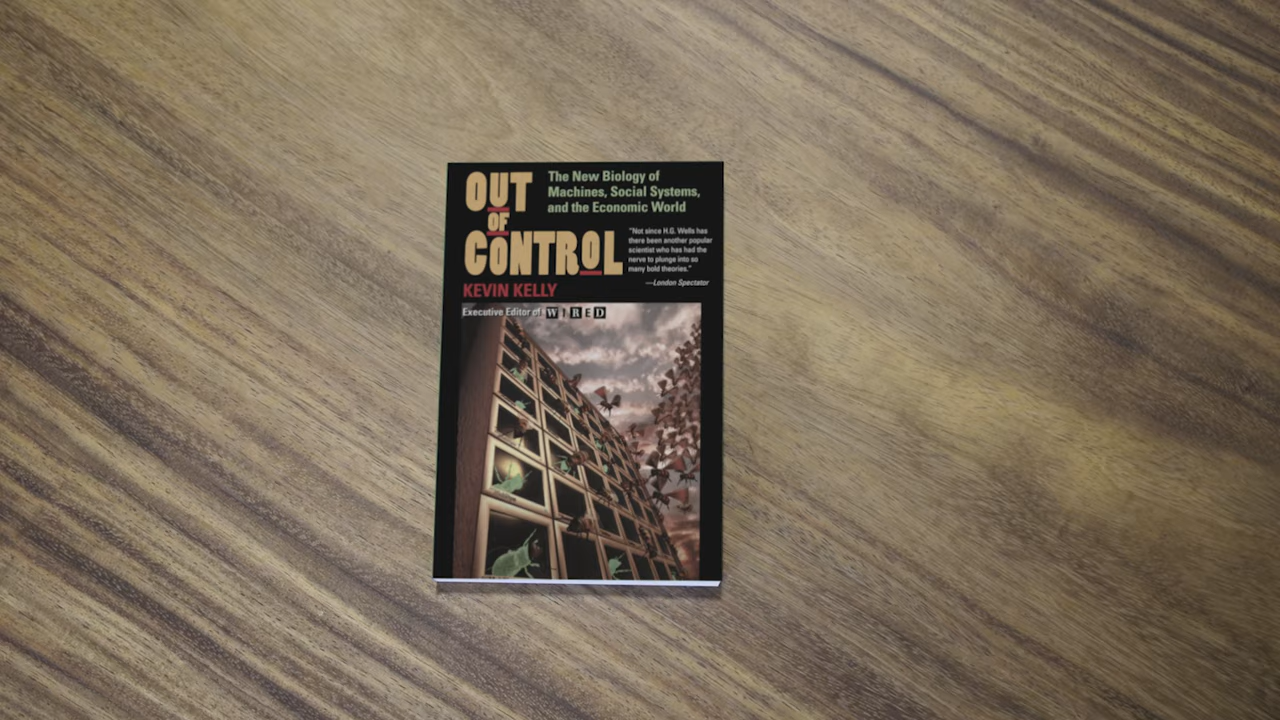 OUT
OF
CONTROL
The New Biology of
Machines, Social Systems,
and the Economic World
"Not since H.G. Wells has
there been another popular
scientist who has had the
nerve to plunge into so
many bold theories."
—London Spectator
KEVIN KELLY
Executive Editor of WIRED